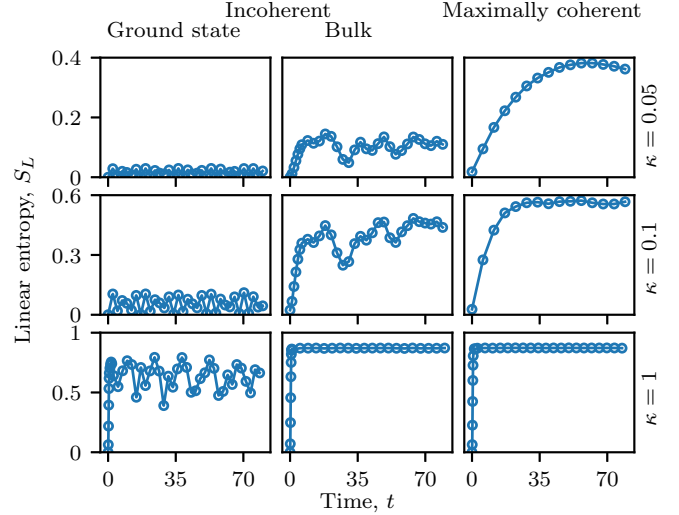 Incoherent
Maximally coherent
Ground state
Bulk
0.4
0.2
0
κ = 0.05
0.6
0.3
0
κ = 0.1
1
0.5
0
κ = 1
Linear entropy, S_L
0 35 70
0 35 70
0 35 70
Time, t